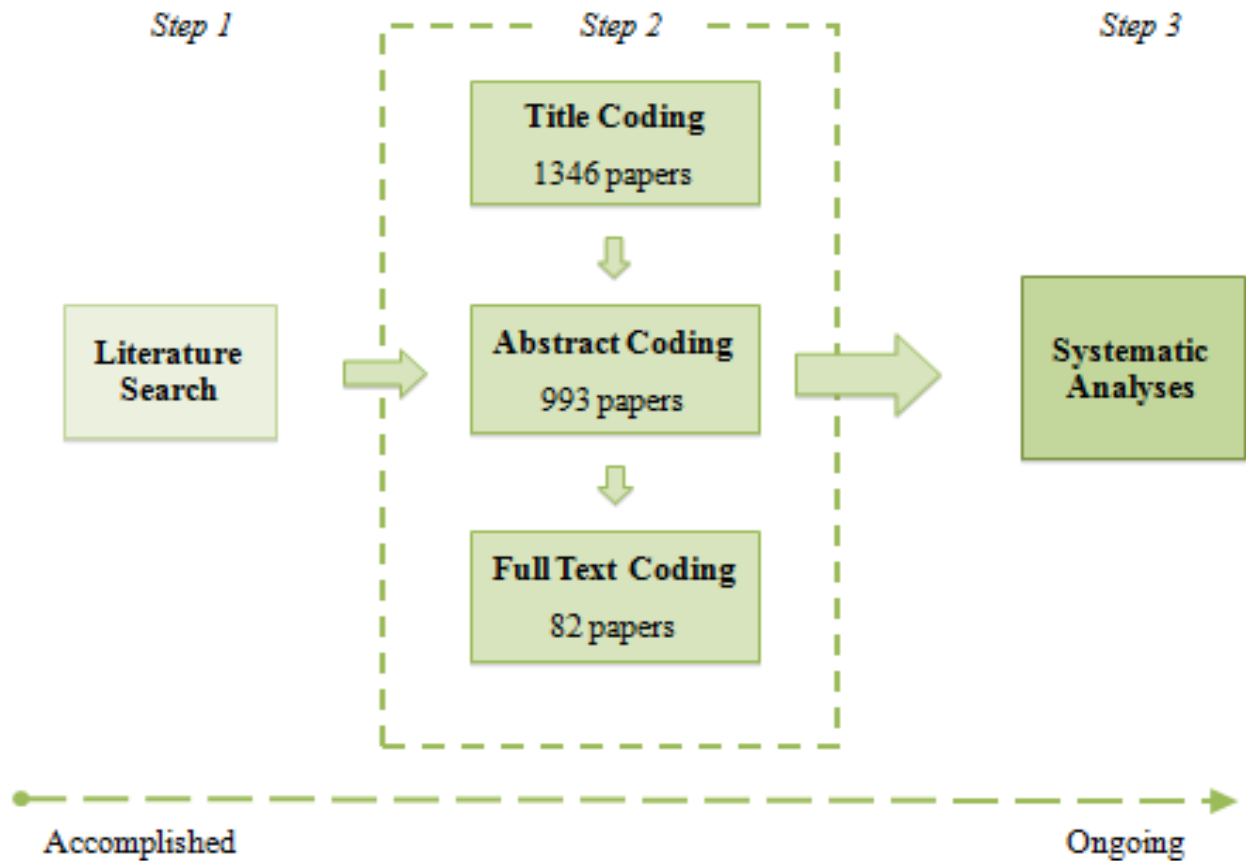 Step 1
Step 2
Step 3
Title Coding
1346 papers
Literature
Search
Abstract Coding
993 papers
Systematic
Analyses
Full Text Coding
82 papers
Accomplished
Ongoing